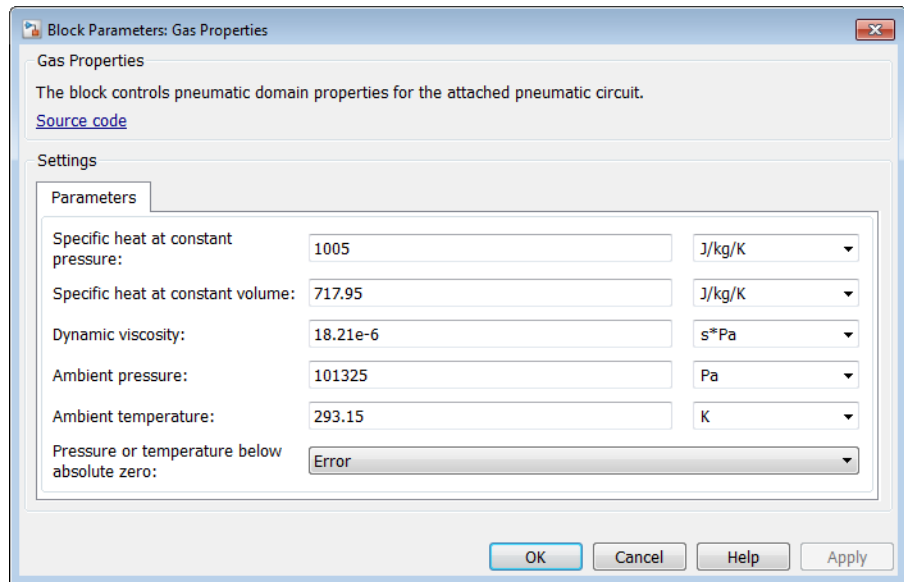 Block Parameters: Gas Properties
Gas Properties
The block controls pneumatic domain properties for the attached pneumatic circuit.
Source code
Settings
Parameters
Specific heat at constant
pressure:
1005
J/kg/K
Specific heat at constant volume:
717.95
J/kg/K
Dynamic viscosity:
18.21e-6
s*Pa
Ambient pressure:
101325
Pa
Ambient temperature:
293.15
K
Pressure or temperature below
absolute zero:
Error
OK
Cancel
Help
Apply